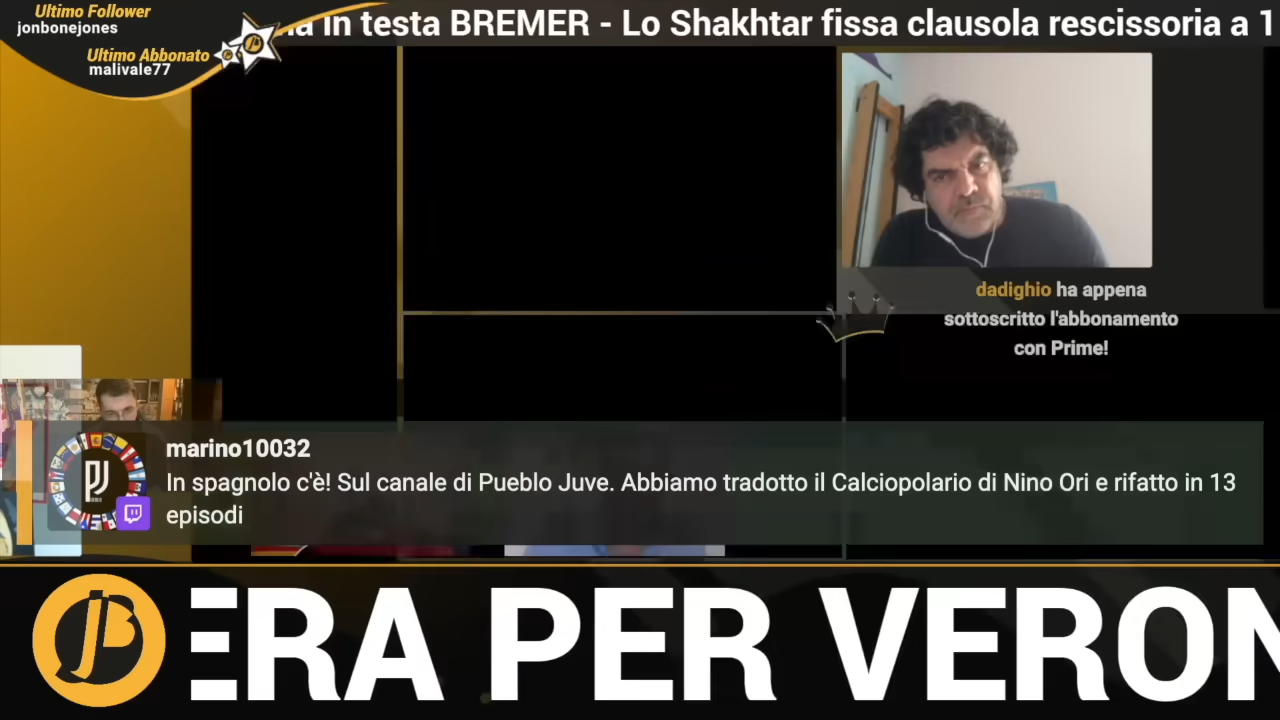 Ultimo Follower
jonbonejones
Ultimo Abbonato
malivale77
in testa BREMER - Lo Shakhtar fissa clausola rescissoria a 1
dadighio ha appena
sottoscritto l'abbonamento
con Prime!
marino10032
In spagnolo c'è! Sul canale di Pueblo Juve. Abbiamo tradotto il Calciopolario di Nino Ori e rifatto in 13
episodi
PJ
JB
ERA PER VERON